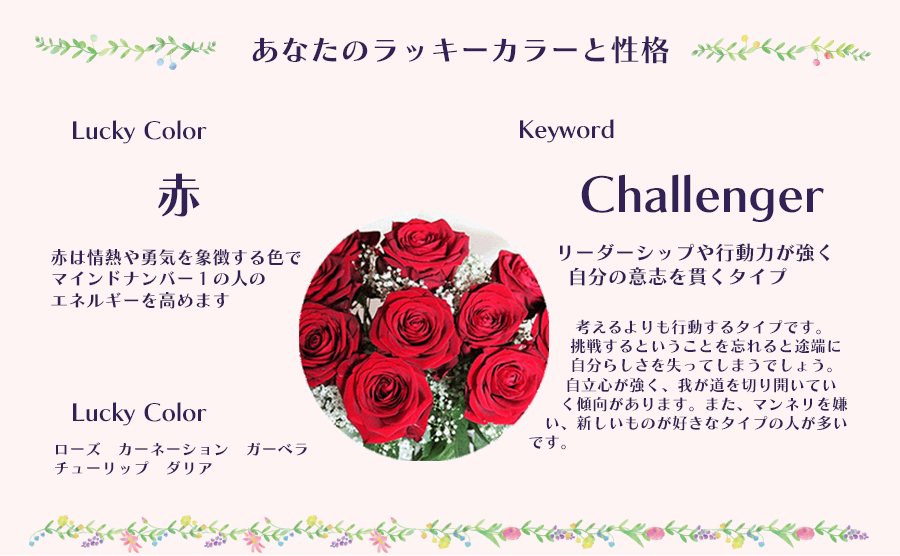 あなたのラッキーカラーと性格
Lucky Color
赤
赤は情熱や勇気を象徴する色で
マインドナンバー１の人の
エネルギーを高めます
Lucky Color
ローズ　カーネーション　ガーベラ
チューリップ　ダリア
Keyword
Challenger
リーダーシップや行動力が強く
自分の意志を貫くタイプ
考えるよりも行動するタイプです。
挑戦するということを忘れると途端に
自分らしさを失ってしまうでしょう。
自立心が強く、我が道を切り開いてい
く傾向があります。また、マンネリを嫌
い、新しいものが好きなタイプの人が多い
です。